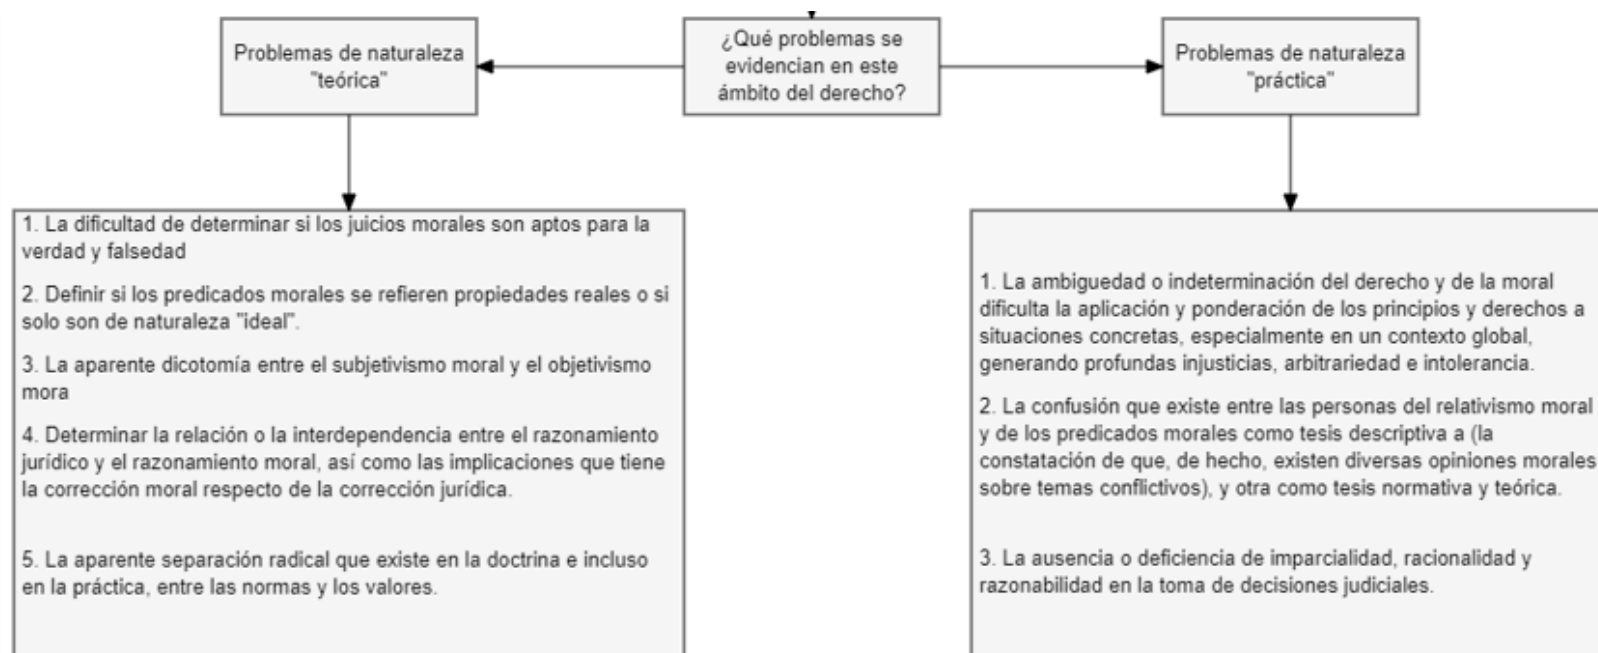 Problemas de naturaleza
"teórica"
¿Qué problemas se
evidencian en este
ámbito del derecho?
Problemas de naturaleza
"práctica"
1. La dificultad de determinar si los juicios morales son aptos para la
verdad y falsedad
2. Definir si los predicados morales se refieren propiedades reales o si
solo son de naturaleza "ideal".
3. La aparente dicotomía entre el subjetivismo moral y el objetivismo
mora
4. Determinar la relación o la interdependencia entre el razonamiento
jurídico y el razonamiento moral, así como las implicaciones que tiene
la corrección moral respecto de la corrección jurídica.
5. La aparente separación radical que existe en la doctrina e incluso
en la práctica, entre las normas y los valores.
1. La ambiguedad o indeterminación del derecho y de la moral
dificulta la aplicación y ponderación de los principios y derechos a
situaciones concretas, especialmente en un contexto global,
generando profundas injusticias, arbitrariedad e intolerancia.
2. La confusión que existe entre las personas del relativismo moral
y de los predicados morales como tesis descriptiva a (la
constatación de que, de hecho, existen diversas opiniones morales
sobre temas conflictivos), y otra como tesis normativa y teórica.
3. La ausencia o deficiencia de imparcialidad, racionalidad y
razonabilidad en la toma de decisiones judiciales.